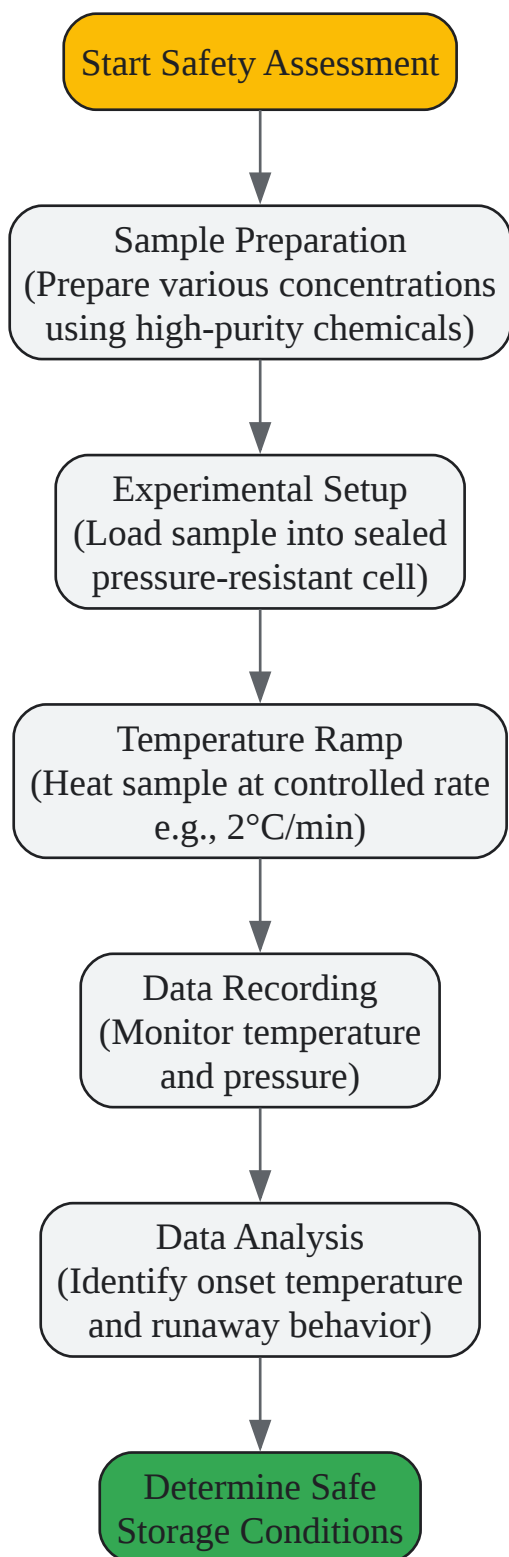 Start Safety Assessment
Sample Preparation
(Prepare various concentrations
using high-purity chemicals)
Experimental Setup
(Load sample into sealed
pressure-resistant cell)
Temperature Ramp
(Heat sample at controlled rate
e.g., 2°C/min)
Data Recording
(Monitor temperature
and pressure)
Data Analysis
(Identify onset temperature
and runaway behavior)
Determine Safe
Storage Conditions